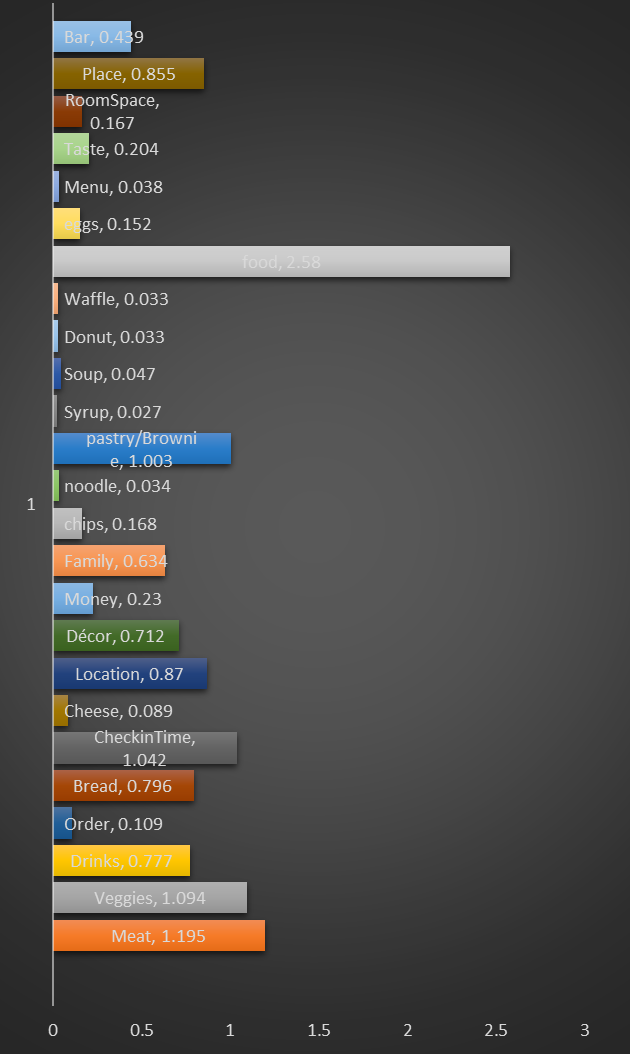 Bar, 0.439
Place, 0.855
RoomSpace,
0.167
Taste, 0.204
Menu, 0.038
eggs, 0.152
food, 2.58
Waffle, 0.033
Donut, 0.033
Soup, 0.047
Syrup, 0.027
pastry/Browni
e, 1.003
noodle, 0.034
1
chips, 0.168
Family, 0.634
Money, 0.23
Décor, 0.712
Location, 0.87
Cheese, 0.089
CheckinTime,
1.042
Bread, 0.796
Order, 0.109
Drinks, 0.777
Veggies, 1.094
Meat, 1.195
0 0.5 1 1.5 2 2.5 3